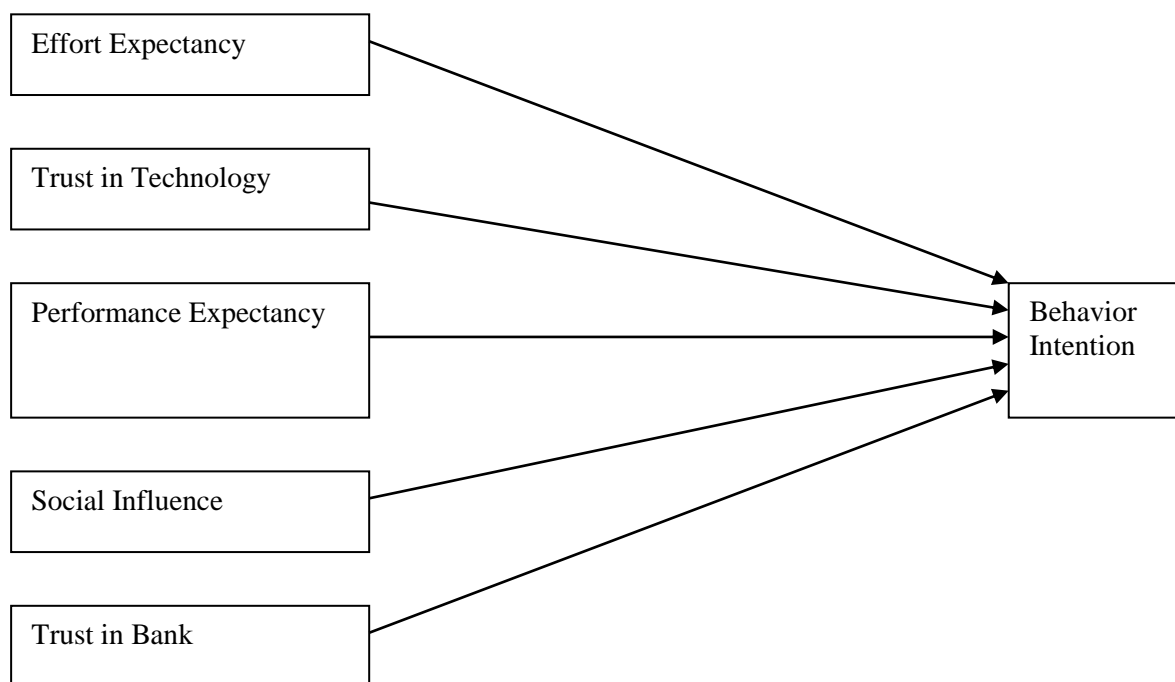 Effort Expectancy
Trust in Technology
Performance Expectancy
Behavior
Intention
Social Influence
Trust in Bank